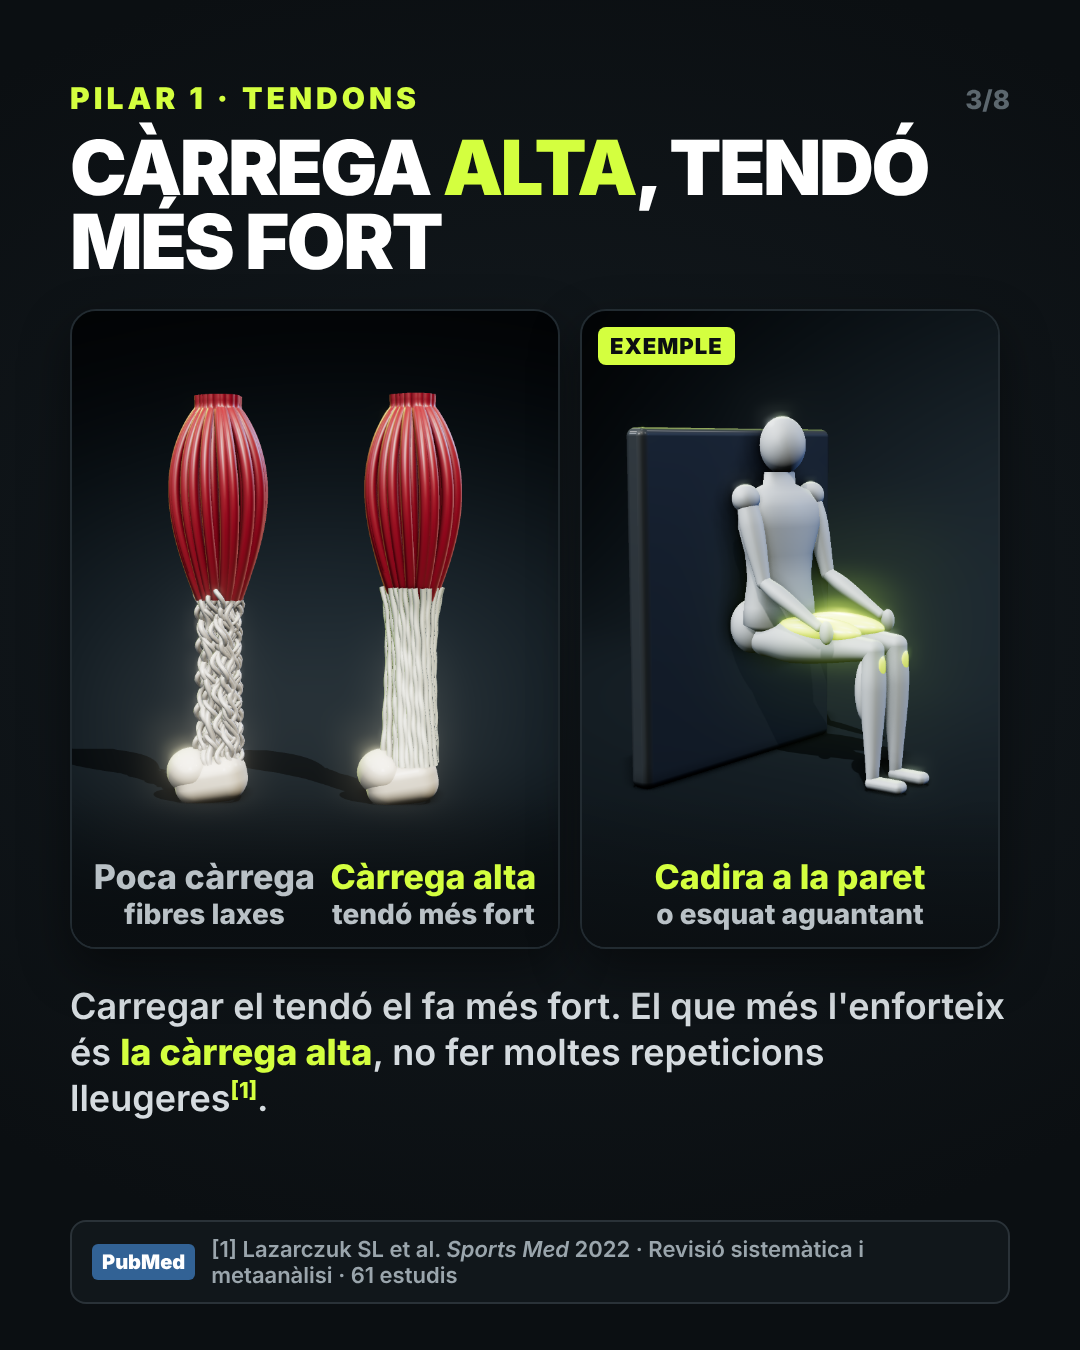 PILAR 1 · TENDONS
3/8
CÀRREGA ALTA, TENDÓ
MÉS FORT
EXEMPLE
Poca càrrega
fibres laxes
Càrrega alta
tendó més fort
Cadira a la paret
o esquat aguantant
Carregar el tendó el fa més fort. El que més l'enforteix
és la càrrega alta, no fer moltes repeticions
lleugeres[1].
PubMed
[1] Lazarczuk SL et al. Sports Med 2022 · Revisió sistemàtica i
metaanàlisi · 61 estudis